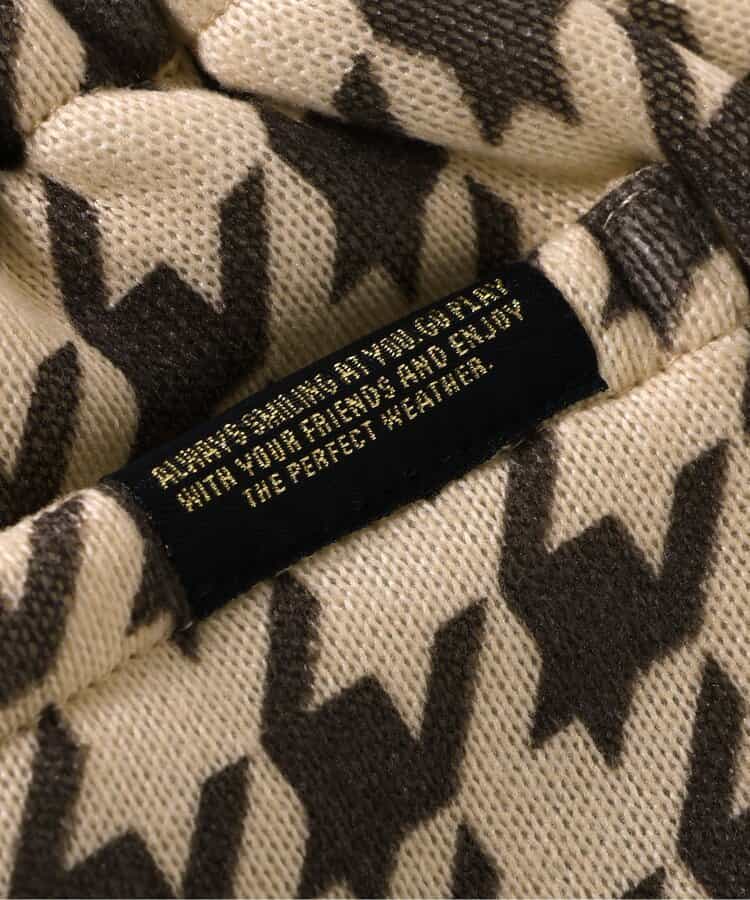 ALWAYS SMILING AT YOU. GO PLAY
WITH YOUR FRIENDS AND ENJOY
THE PERFECT WEATHER.